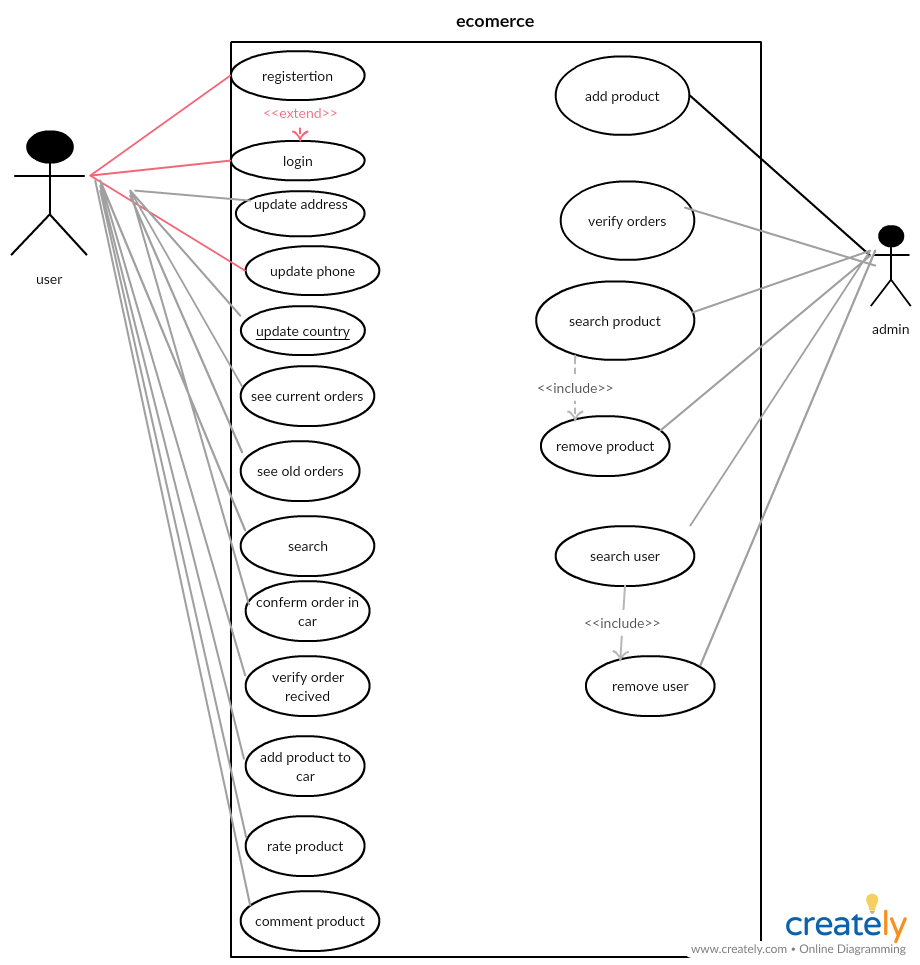 ecomerce
registertion
<<extend>>
login
update address
update phone
update country
see current orders
see old orders
search
conferm order in
car
verify order
recived
add product to
car
rate product
comment product
user
add product
verify orders
search product
<<include>>
remove product
search user
<<include>>
remove user
admin
creately
www.creately.com • Online Diagramming